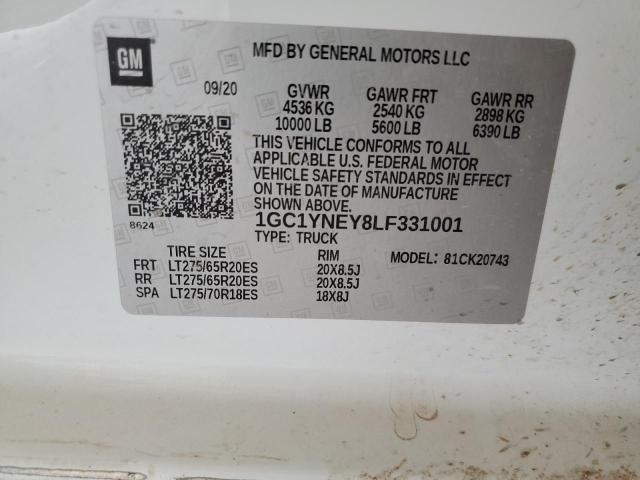 GM
MFD BY GENERAL MOTORS LLC
09/20
GVWR GAWR FRT GAWR RR
4536 KG 2540 KG 2898 KG
10000 LB 5600 LB 6390 LB
THIS VEHICLE CONFORMS TO ALL
APPLICABLE U.S. FEDERAL MOTOR
VEHICLE SAFETY STANDARDS IN EFFECT
ON THE DATE OF MANUFACTURE
SHOWN ABOVE.
8624
1GC1YNEY8LF331001
TYPE: TRUCK
TIRE SIZE RIM MODEL: 81CK20743
FRT LT275/65R20ES 20X8.5J
RR LT275/65R20ES 20X8.5J
SPA LT275/70R18ES 18X8J